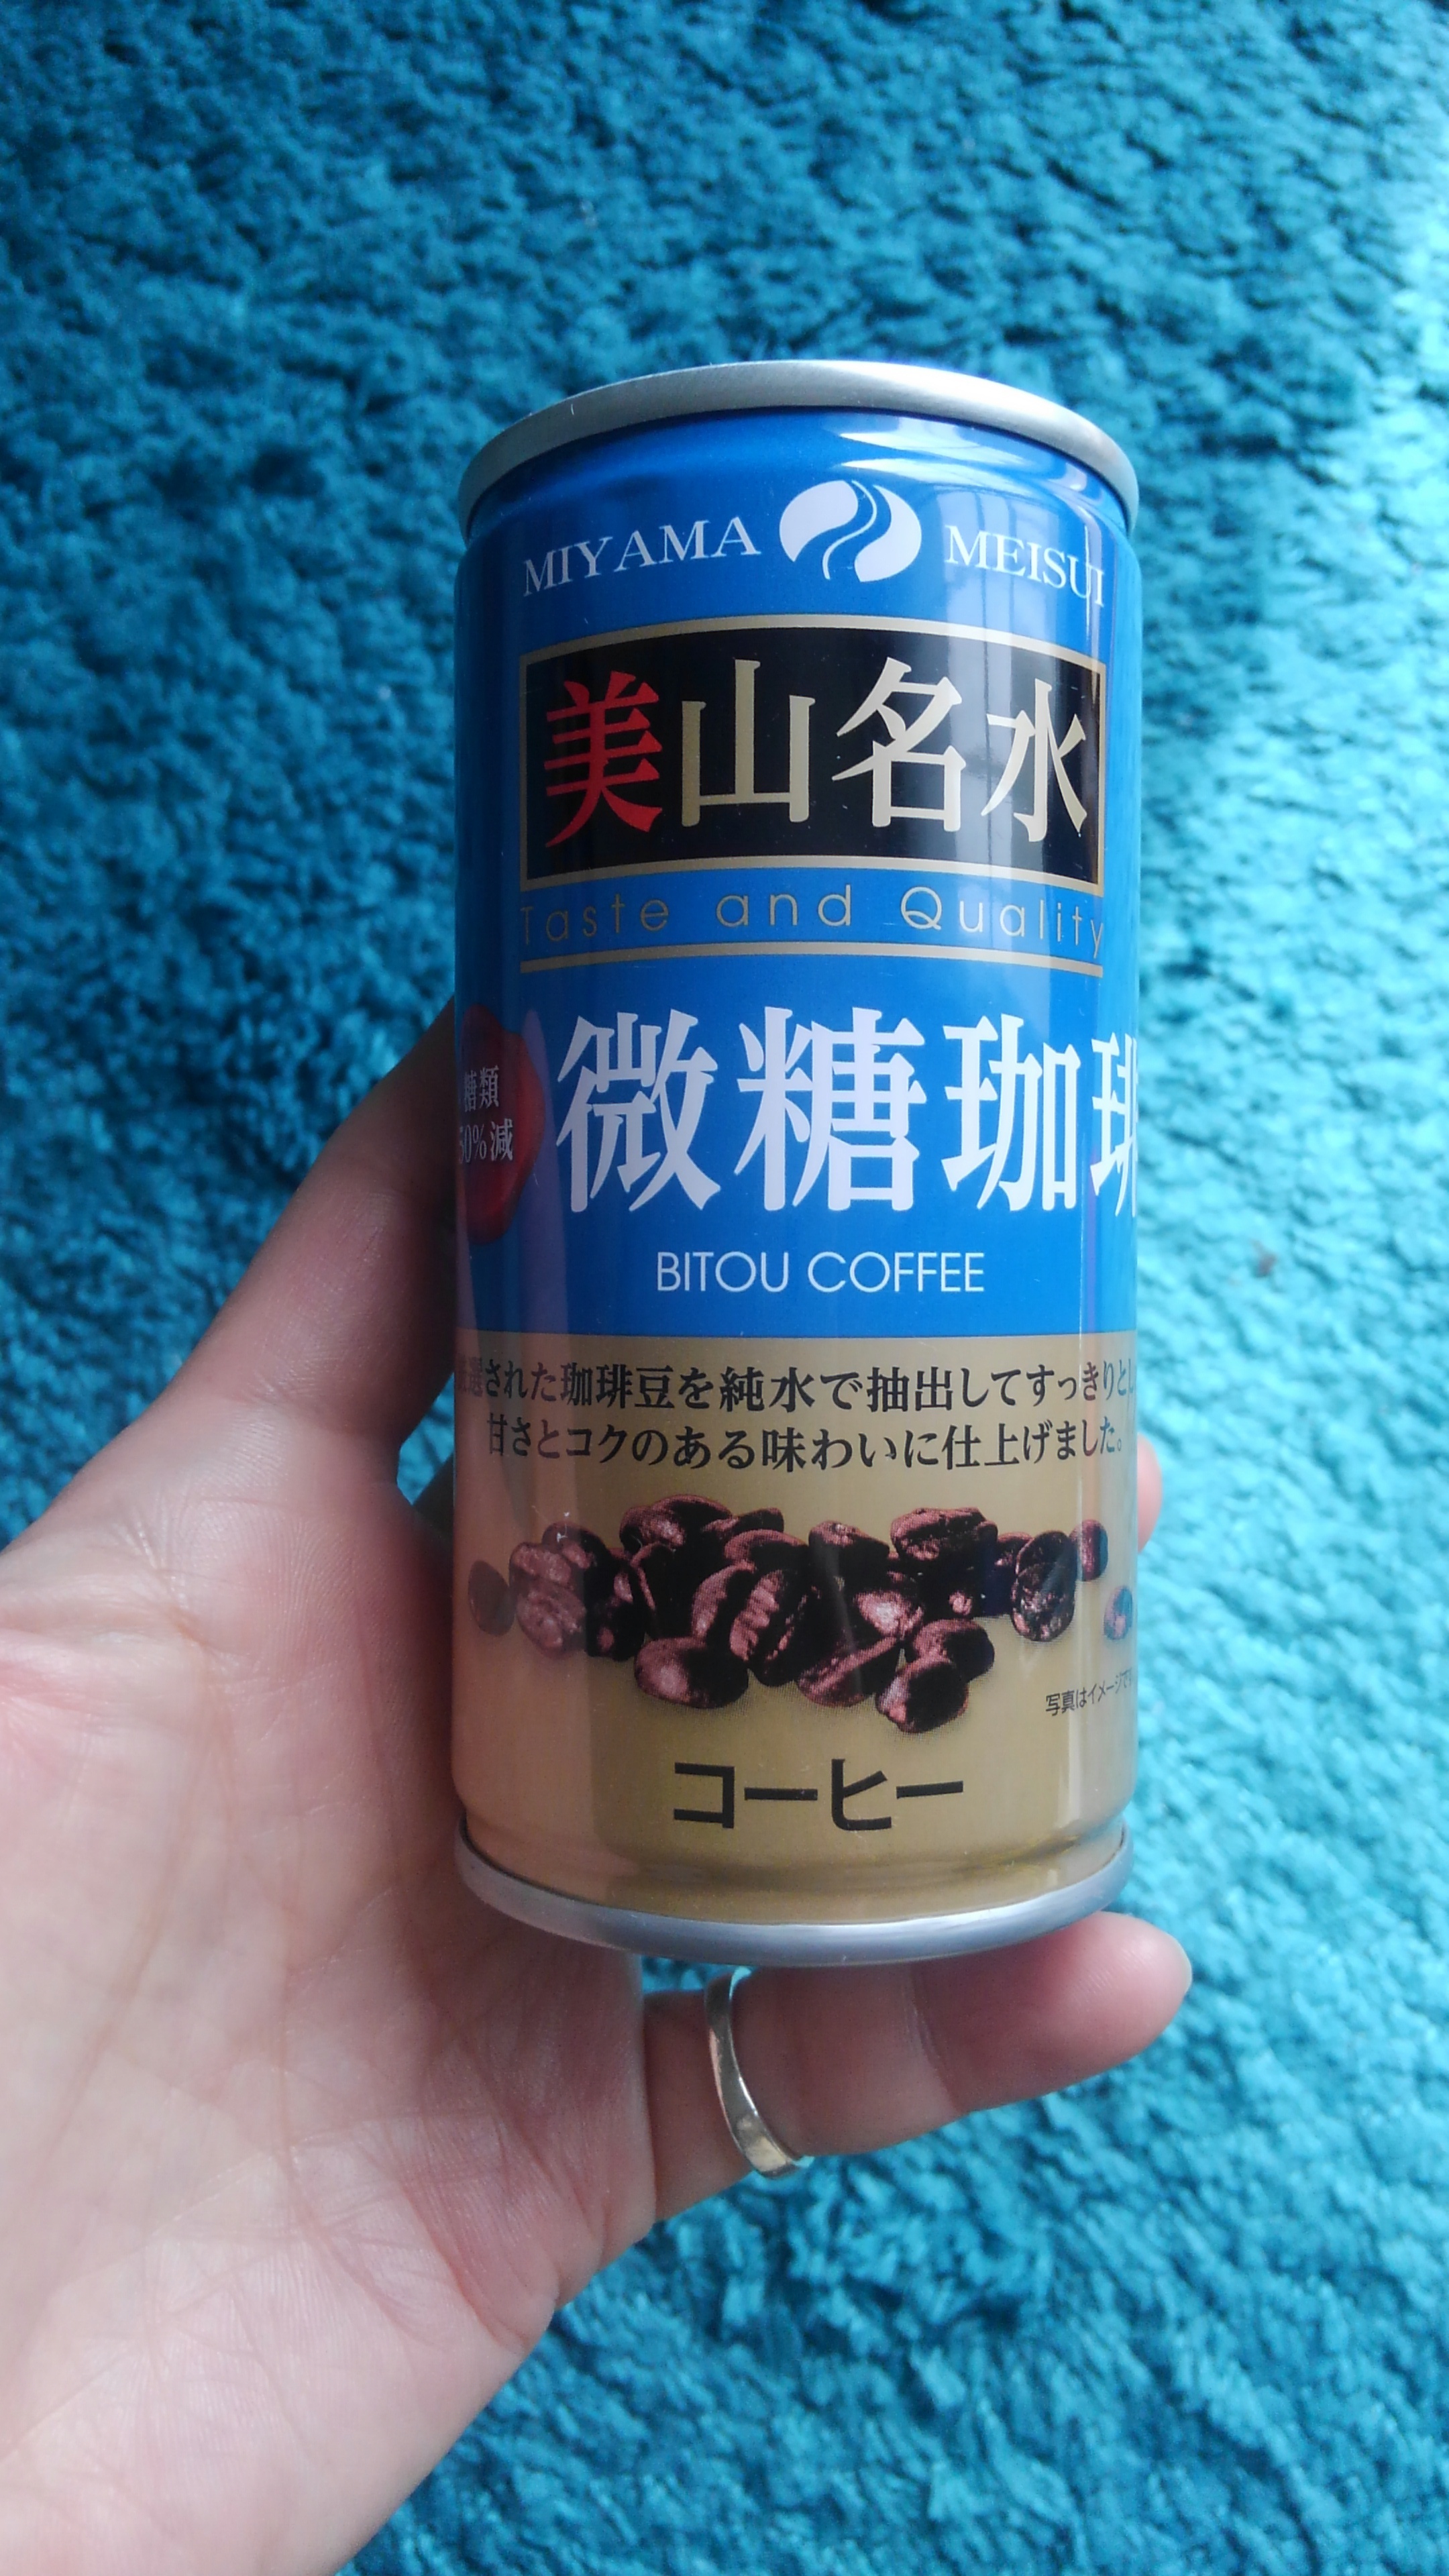 MIYAMA MEISUI
美山名水
Taste and Quality
糖類
50%減
微糖珈琲
BITOU COFFEE
選された珈琲豆を純水で抽出してすっきりとし
甘さとコクのある味わいに仕上げました。
写真はイメージで
コーヒー